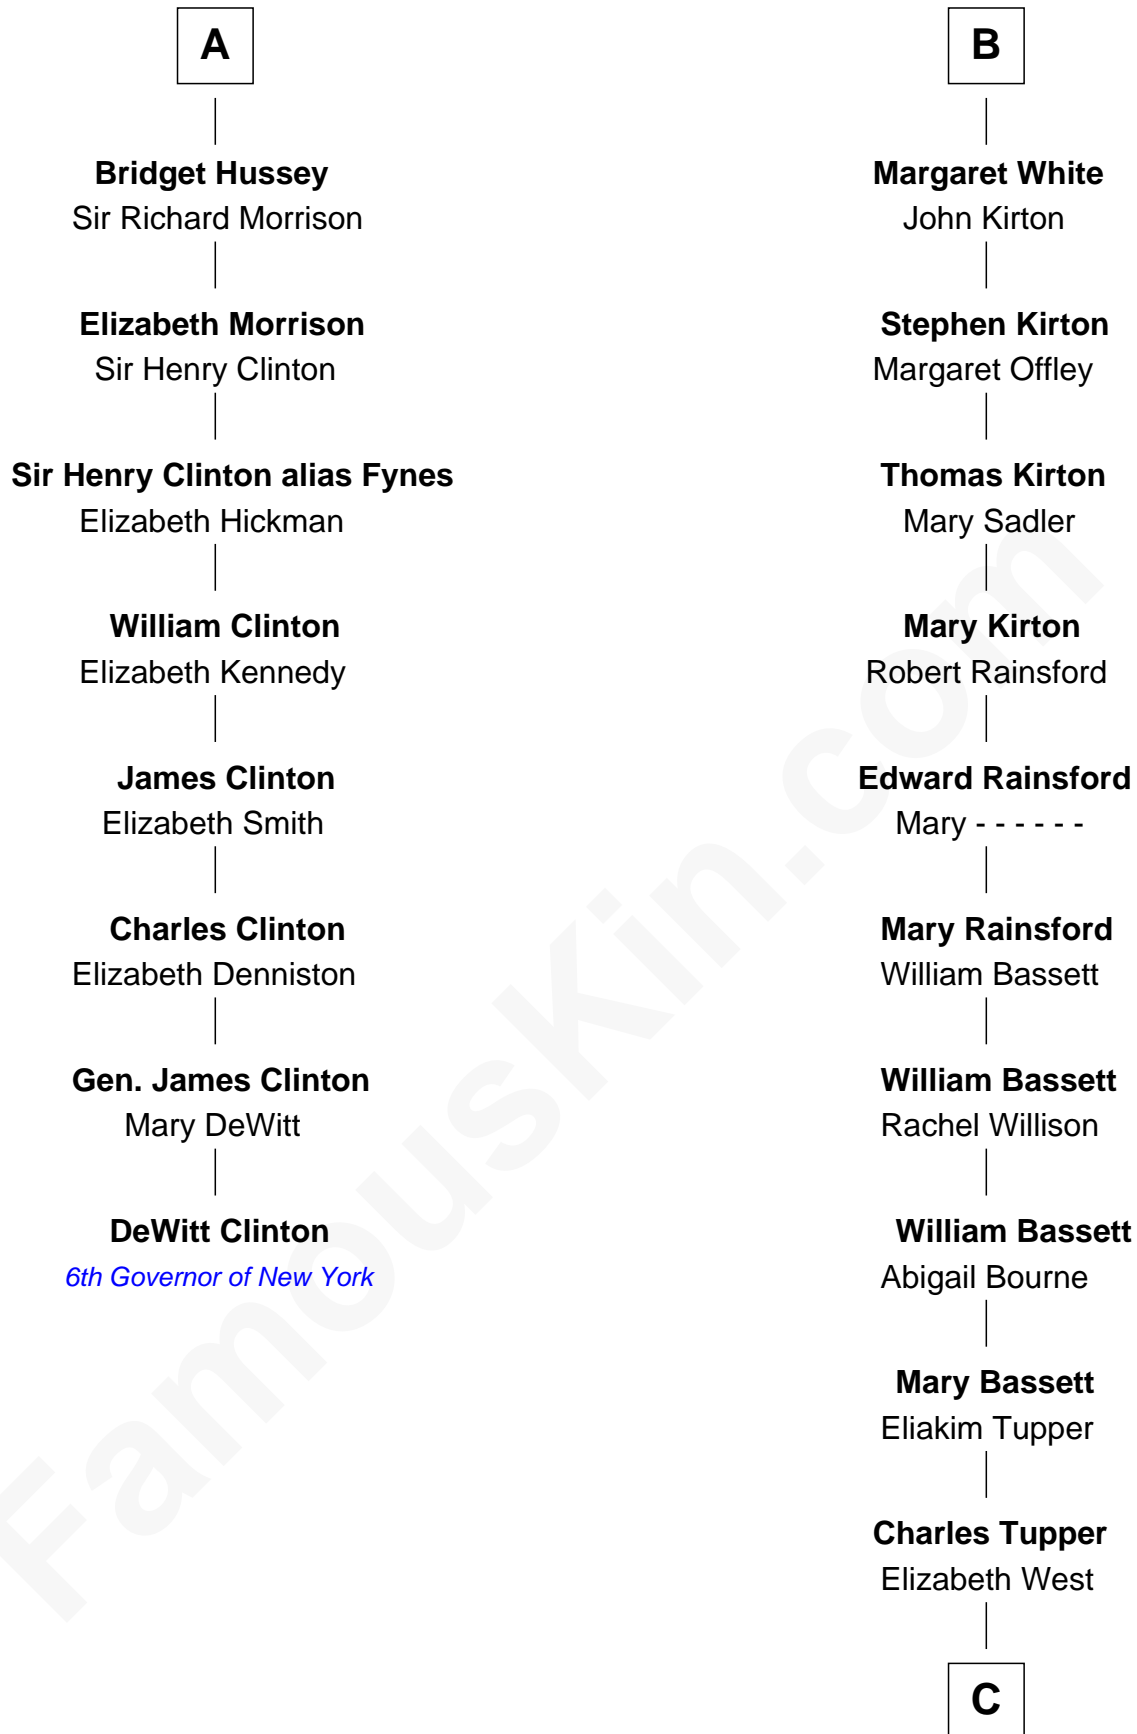 A
Bridget Hussey
Sir Richard Morrison
Elizabeth Morrison
Sir Henry Clinton
Sir Henry Clinton alias Fynes
Elizabeth Hickman
William Clinton
Elizabeth Kennedy
James Clinton
Elizabeth Smith
Charles Clinton
Elizabeth Denniston
Gen. James Clinton
Mary DeWitt
DeWitt Clinton
6th Governor of New York
B
Margaret White
John Kirton
Stephen Kirton
Margaret Offley
Thomas Kirton
Mary Sadler
Mary Kirton
Robert Rainsford
Edward Rainsford
Mary - - - - - -
Mary Rainsford
William Bassett
William Bassett
Rachel Willison
William Bassett
Abigail Bourne
Mary Bassett
Eliakim Tupper
Charles Tupper
Elizabeth West
C
FamousKin.com